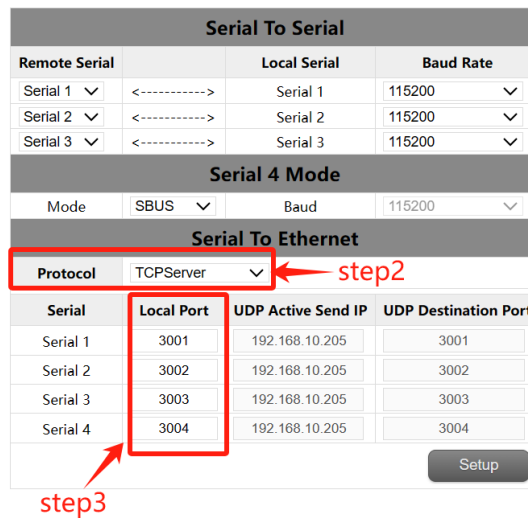 Serial To Serial
Remote Serial Local Serial Baud Rate
Serial 1 <-----------> Serial 1 115200
Serial 2 <-----------> Serial 2 115200
Serial 3 <-----------> Serial 3 115200
Serial 4 Mode
Mode SBUS Baud 115200
Serial To Ethernet
Protocol TCPServer step2
Serial Local Port UDP Active Send IP UDP Destination Port
Serial 1 3001 192.168.10.205 3001
Serial 2 3002 192.168.10.205 3002
Serial 3 3003 192.168.10.205 3003
Serial 4 3004 192.168.10.205 3004
Setup
step3